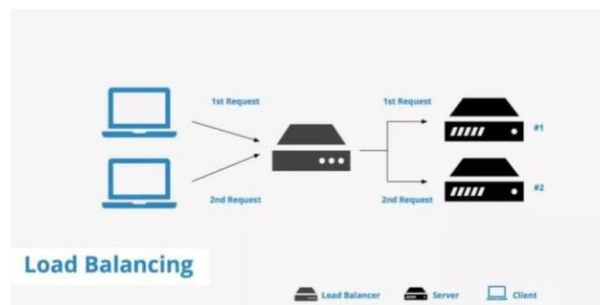 1st Request
1st Request
#1
2nd Request
2nd Request
#2
Load Balancing
Load Balancer
Server
Client